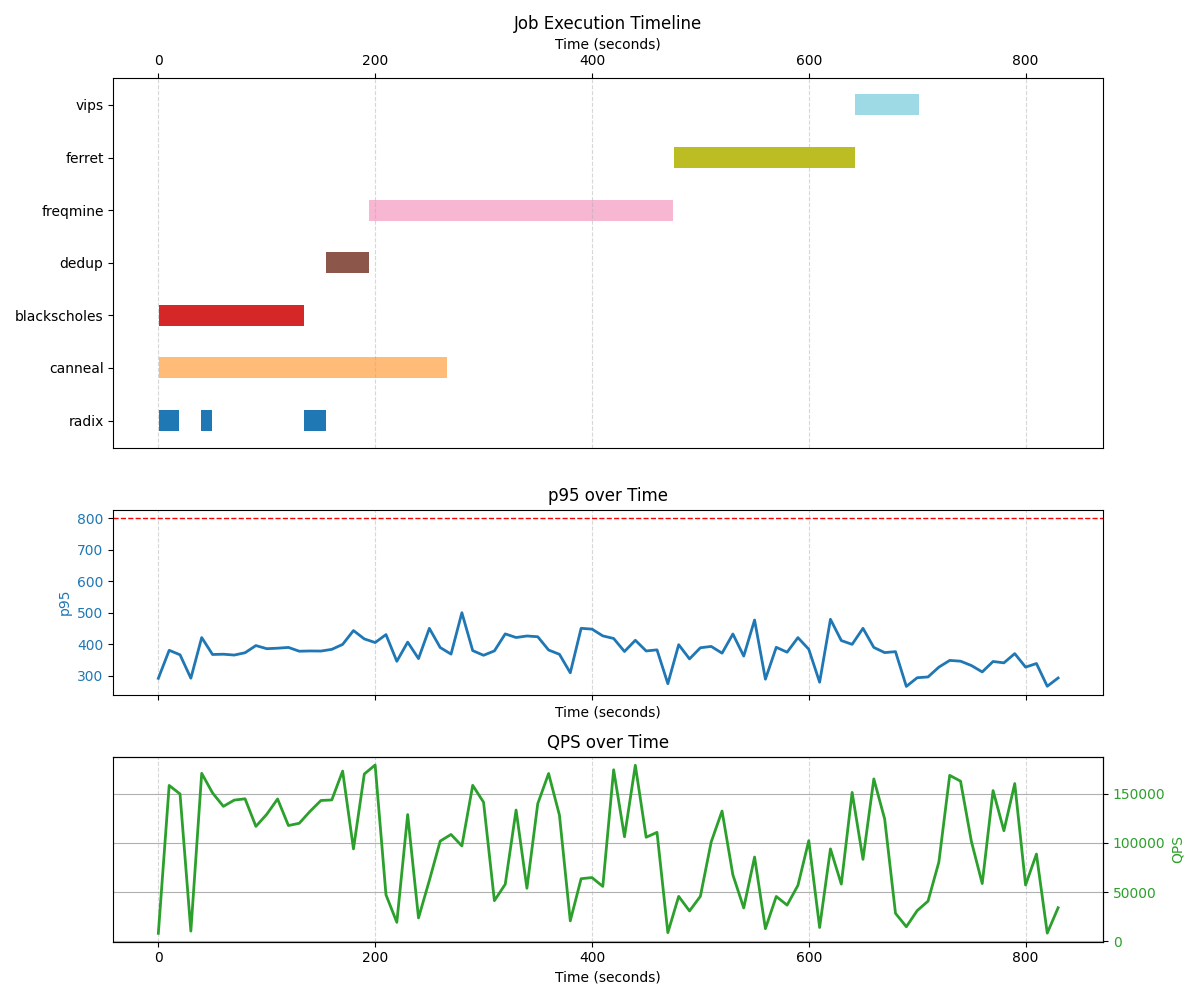 Job Execution Timeline
Time (seconds)
0 200 400 600 800
vips
ferret
freqmine
dedup
blackscholes
canneal
radix
p95 over Time
800
700
600
500
400
300
p95
Time (seconds)
QPS over Time
150000
100000
50000
0
QPS
0 200 400 600 800
Time (seconds)